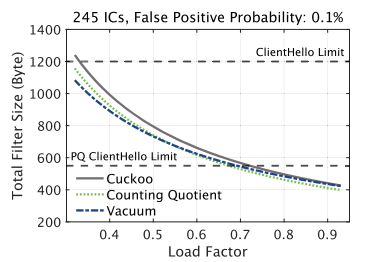 245 ICs, False Positive Probability: 0.1%
Total Filter Size (Byte)
1400
1200
1000
800
600
400
200
ClientHello Limit
PQ ClientHello Limit
Cuckoo
Counting Quotient
Vacuum
0.4 0.5 0.6 0.7 0.8 0.9
Load Factor